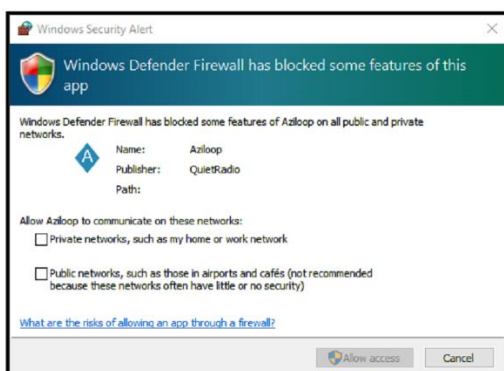 Windows Security Alert
Windows Defender Firewall has blocked some features of this
app
Windows Defender Firewall has blocked some features of Aziloop on all public and private
networks.
A
Name: Aziloop
Publisher: QuietRadio
Path:
Allow Aziloop to communicate on these networks:
Private networks, such as my home or work network
Public networks, such as those in airports and cafés (not recommended
because these networks often have little or no security)
What are the risks of allowing an app through a firewall?
Allow access Cancel